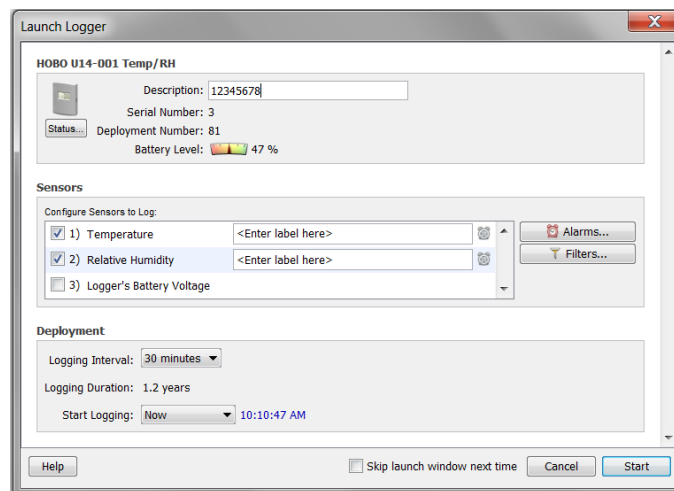 Launch Logger
HOBO U14-001 Temp/RH
Description: 12345678
Serial Number: 3
Status... Deployment Number: 81
Battery Level: 47 %
Sensors
Configure Sensors to Log:
1) Temperature <Enter label here> Alarms...
2) Relative Humidity <Enter label here> Filters...
3) Logger's Battery Voltage
Deployment
Logging Interval: 30 minutes
Logging Duration: 1.2 years
Start Logging: Now 10:10:47 AM
Help Skip launch window next time Cancel Start